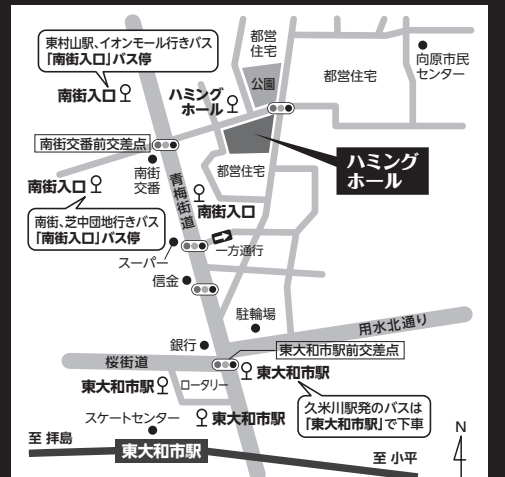 東村山駅、イオンモール行きバス
「南街入口」バス停
南街入口
都営
住宅
公園
ハミング
ホール
都営住宅
向原市民
センター
南街交番前交差点
南街
交番
都営住宅
ハミング
ホール
南街入口
青梅街道
南街入口
南街、芝中団地行きバス
「南街入口」バス停
スーパー
一方通行
信金
駐輪場
用水北通り
銀行
東大和市駅前交差点
桜街道
東大和市駅
ロータリー
東大和市駅
久米川駅発のバスは
「東大和市駅」で下車
スケートセンター
東大和市駅
至 拝島
東大和市駅
至 小平
N
4